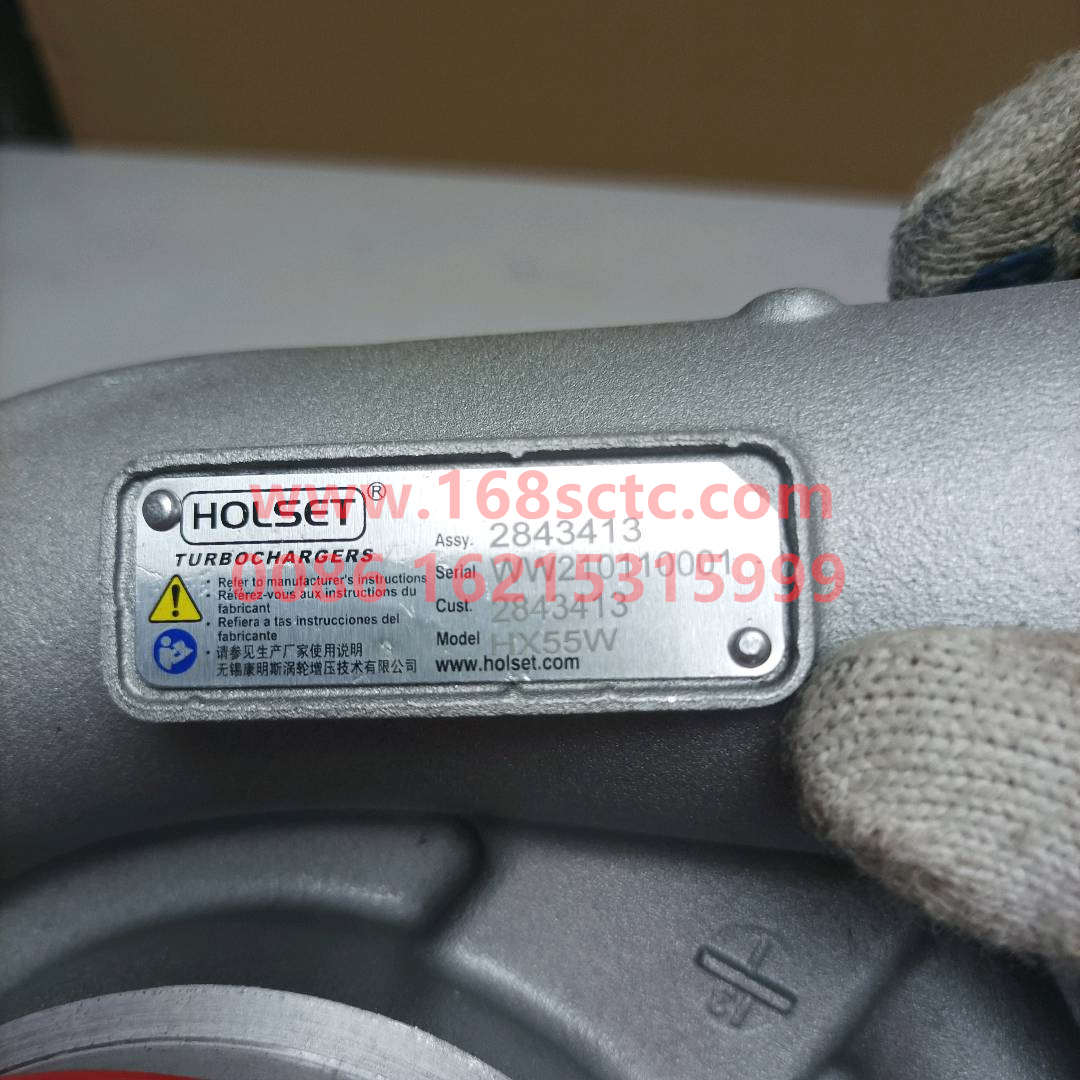 www.168sctc.com
0086 16215315999
HOLSET®
TURBOCHARGERS
· Refer to manufacturer's instructions
· Referez-vous aux instructions du
fabricant
· Refiera a tas instrucciones del
fabricante
· 请参见生产厂家使用说明
无锡康明斯涡轮增压技术有限公司
Assy. 2843413
Serial WW210110001
Cust. 2843413
Model HX55W
www.holset.com